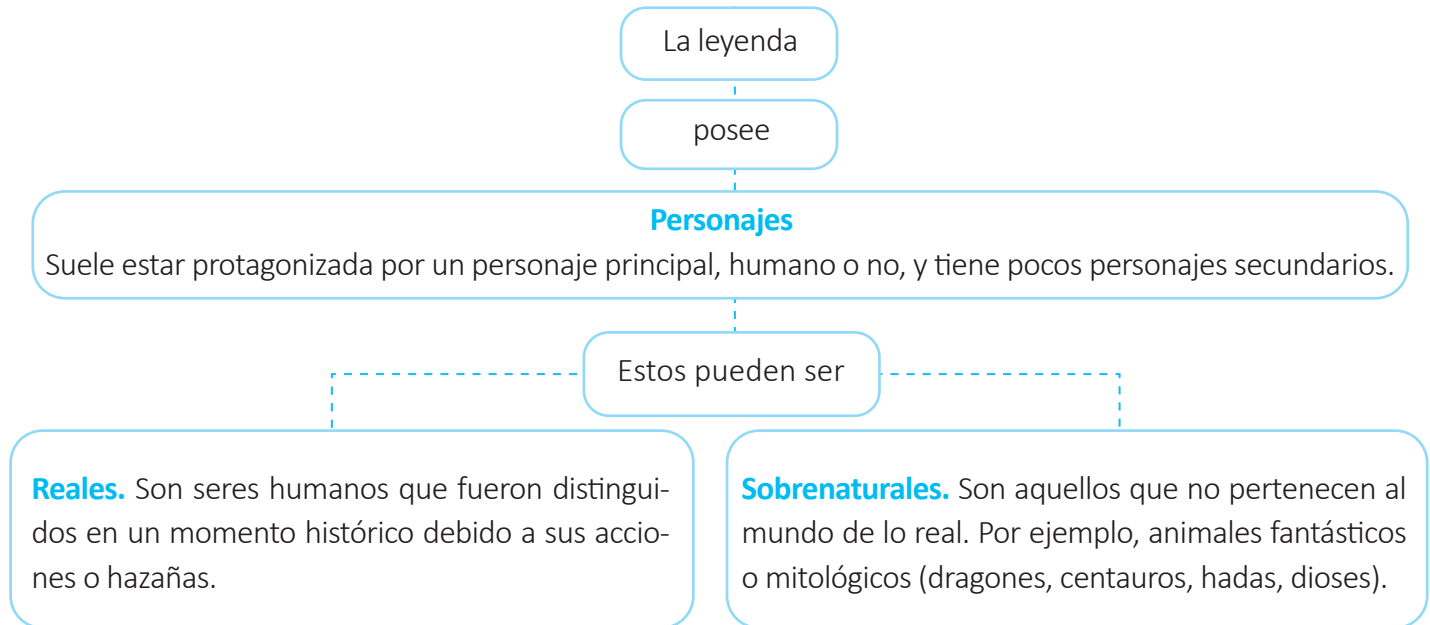 La leyenda
posee
Personajes
Suele estar protagonizada por un personaje principal, humano o no, y tiene pocos personajes secundarios.
Estos pueden ser
Reales. Son seres humanos que fueron distingui-
dos en un momento histórico debido a sus accio-
nes o hazañas.
Sobrenaturales. Son aquellos que no pertenecen al
mundo de lo real. Por ejemplo, animales fantásticos
o mitológicos (dragones, centauros, hadas, dioses).